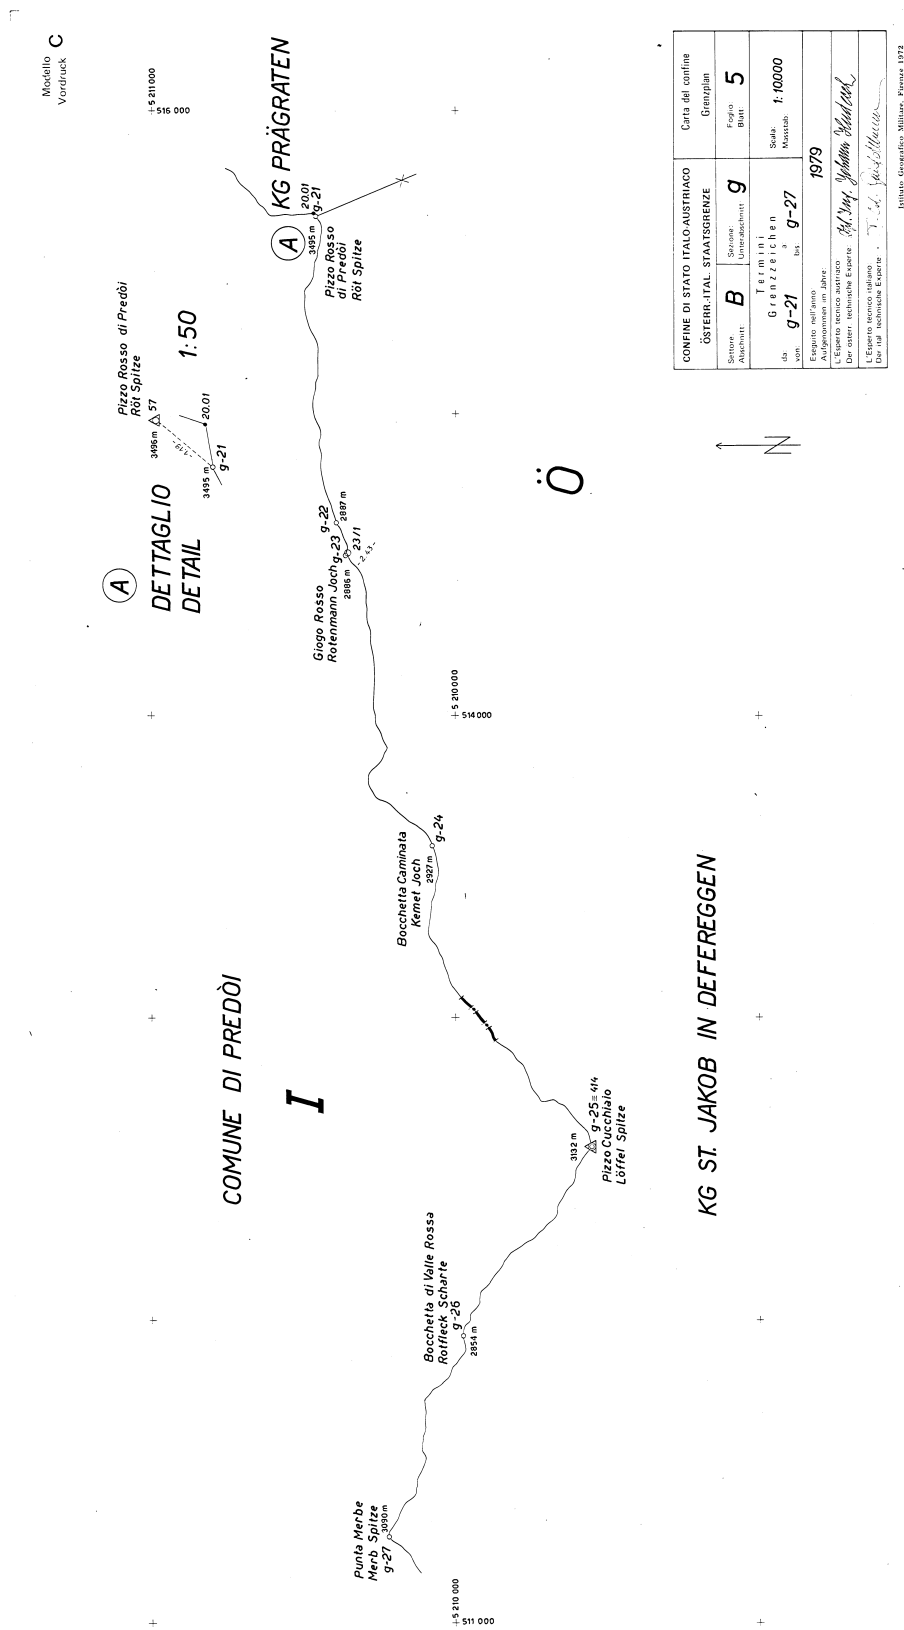 Modello
Vordruck C
5 211 000
516 000
KG PRÄGRATEN
A
3495 m
20.01
g-21
Pizzo Rosso
di Predòi
Röt Spitze
Pizzo Rosso di Predòi
Röt Spitze
3496 m
57
1:50
-1,19-
20.01
3495 m
g-21
A
DETTAGLIO
DETAIL
g-22
2887 m
Giogo Rosso
Rotenmann Joch
g-23
23/1
-2,43-
2886 m
Ö
N
5 210 000
514 000
Bocchetta Caminata
Kemet Joch
2927 m
g-24
COMUNE DI PREDÒI
I
KG ST. JAKOB IN DEFEREGGEN
3132 m
g-25≡414
Pizzo Cucchiaio
Löffel Spitze
Bocchetta di Valle Rossa
Rotfleck Scharte
g-26
2854 m
Punta Merbe
Merb Spitze
3090 m
g-27
5 210 000
511 000
CONFINE DI STATO ITALO-AUSTRIACO
ÖSTERR.-ITAL. STAATSGRENZE
Carta del confine
Grenzplan
Settore:
Abschnitt: B
Sezione:
Unterabschnitt g
Foglio
Blatt: 5
Termini
Grenzzeichen
da:
von: g-21
a:
bis: g-27
Scala:
Massstab: 1:10.000
Eseguito nell'anno
Aufgenommen im Jahre: 1979
L'Esperto tecnico austriaco
Der österr. technische Experte:
L'Esperto tecnico italiano
Der ital technische Experte
Istituto Geografico Militare, Firenze 1972